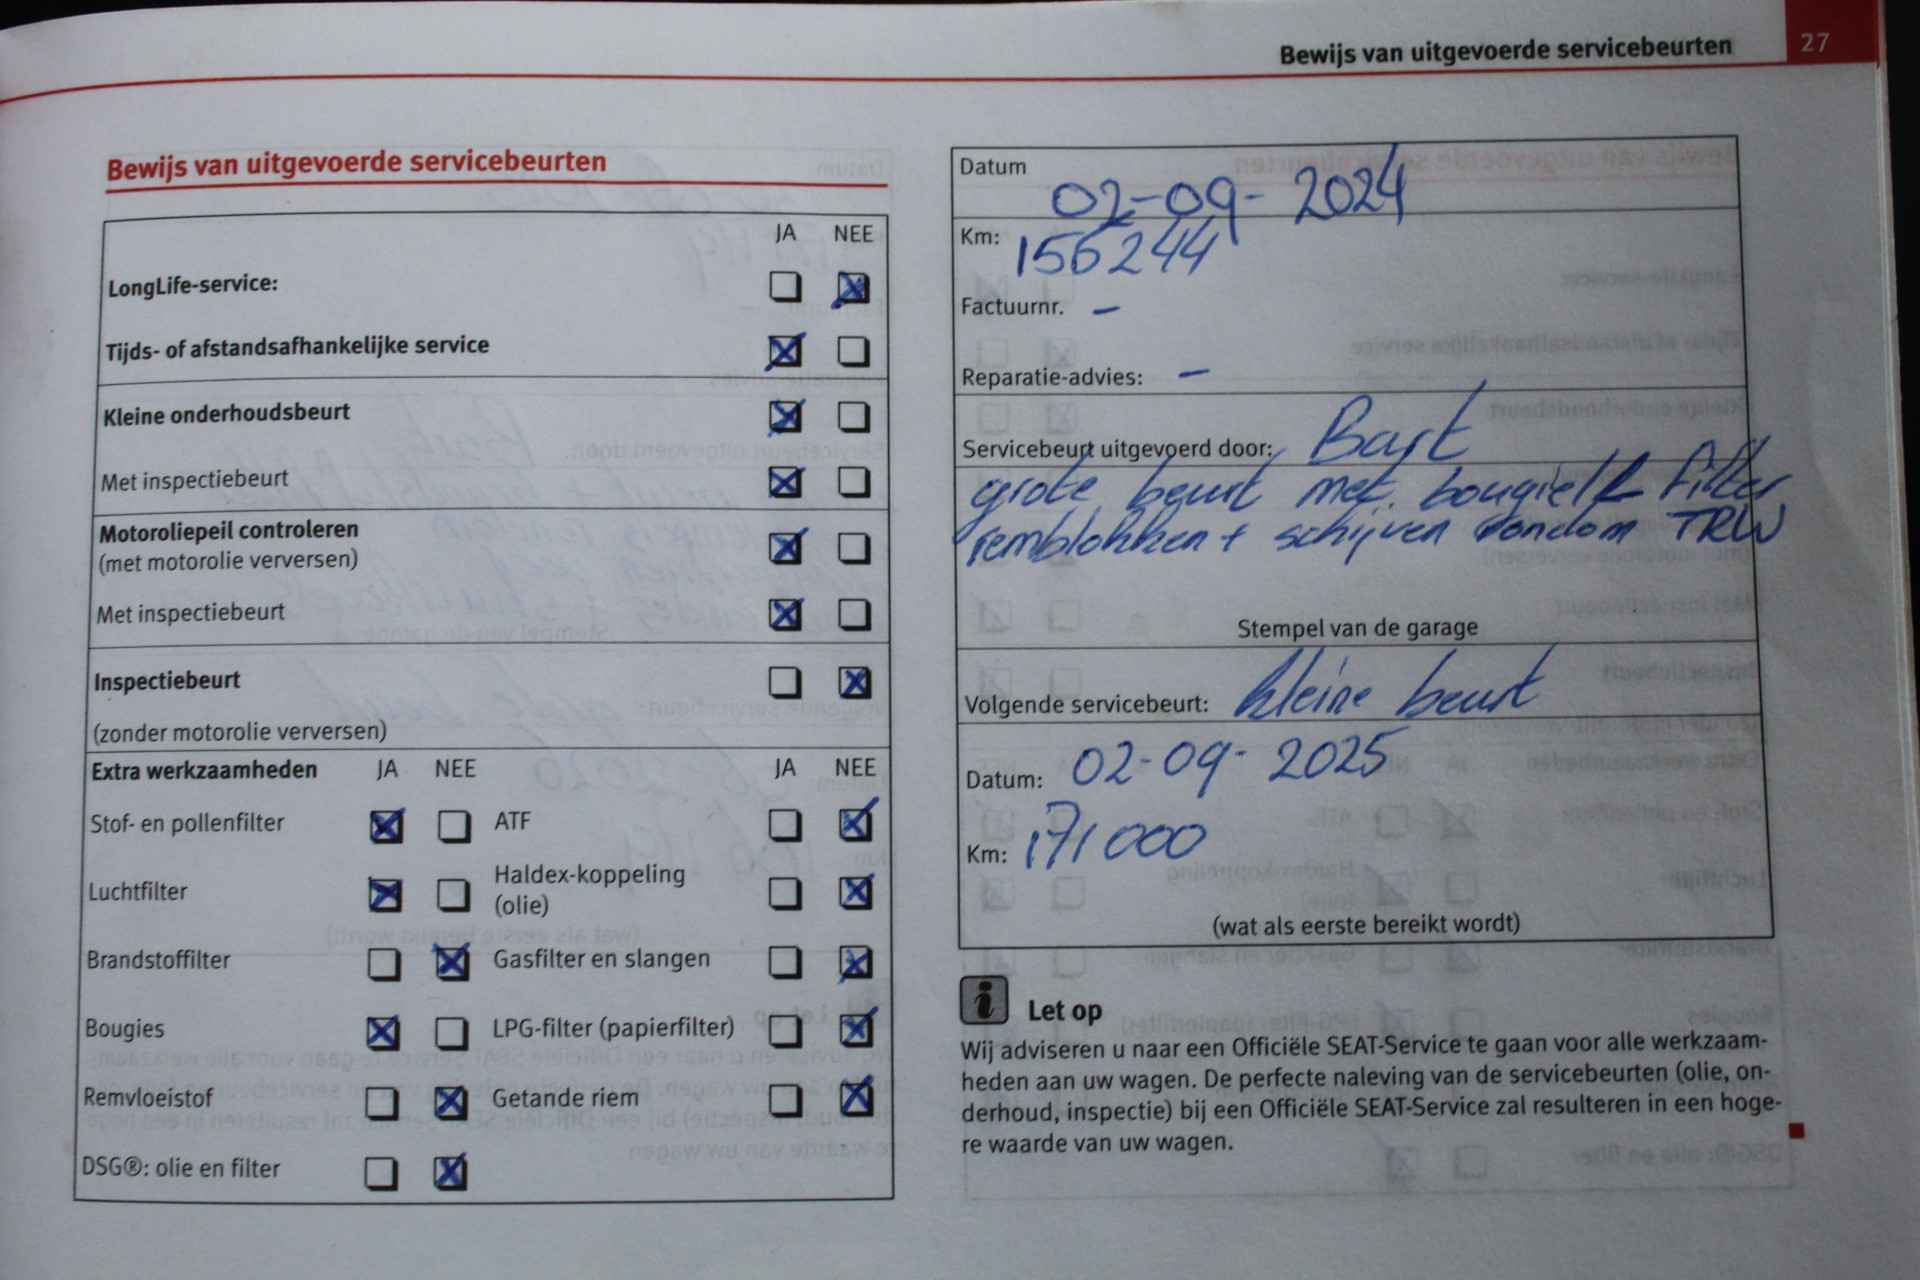 Bewijs van uitgevoerde servicebeurten 27
Bewijs van uitgevoerde servicebeurten
JA NEE
LongLife-service:
Tijds- of afstandsafhankelijke service
Kleine onderhoudsbeurt
Met inspectiebeurt
Motoroliepeil controleren
(met motorolie verversen)
Met inspectiebeurt
Inspectiebeurt
(zonder motorolie verversen)
Extra werkzaamheden JA NEE JA NEE
Stof- en pollenfilter ATF
Luchtfilter Haldex-koppeling
(olie)
Brandstoffilter Gasfilter en slangen
Bougies LPG-filter (papierfilter)
Remvloeistof Getande riem
DSG®: olie en filter
Datum 02-09-2024
Km: 156244
Factuurnr. -
Reparatie-advies: -
Servicebeurt uitgevoerd door: Bart
grote beurt met filter
remblokken + schijven rondom TRW
Stempel van de garage
Volgende servicebeurt: kleine beurt
Datum: 02-09-2025
Km: 171000
(wat als eerste bereikt wordt)
i Let op
Wij adviseren u naar een Officiële SEAT-Service te gaan voor alle werkzaam-
heden aan uw wagen. De perfecte naleving van de servicebeurten (olie, on-
derhoud, inspectie) bij een Officiële SEAT-Service zal resulteren in een hoge-
re waarde van uw wagen.